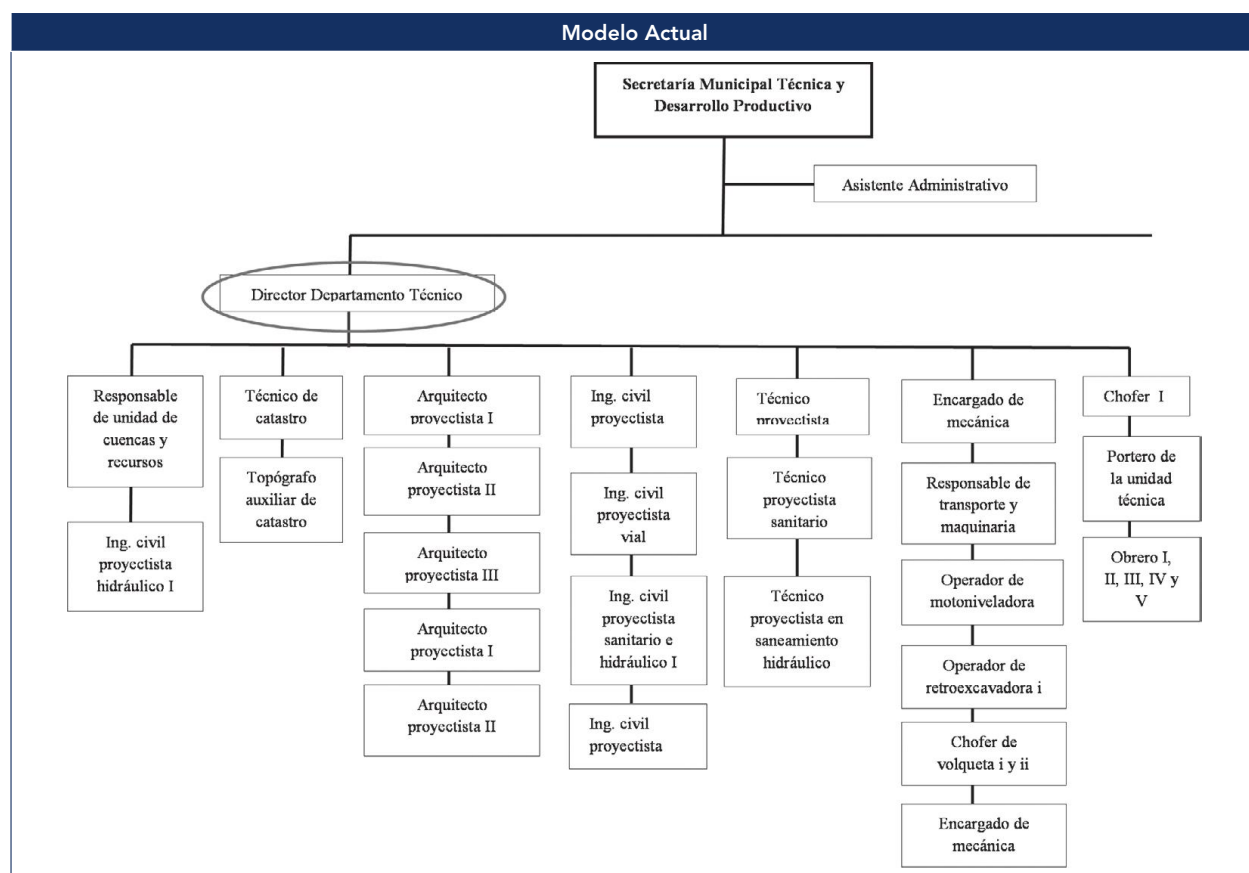 Modelo Actual
Secretaría Municipal Técnica y
Desarrollo Productivo
Asistente Administrativo
Director Departamento Técnico
Responsable
de unidad de
cuencas y
recursos
Ing. civil
proyectista
hidráulico I
Técnico de
catastro
Topógrafo
auxiliar de
catastro
Arquitecto
proyectista I
Arquitecto
proyectista II
Arquitecto
proyectista III
Arquitecto
proyectista I
Arquitecto
proyectista II
Ing. civil
proyectista
Ing. civil
proyectista
vial
Ing. civil
proyectista
sanitario e
hidráulico I
Ing. civil
proyectista
Técnico
proyectista
Técnico
proyectista
sanitario
Técnico
proyectista en
saneamiento
hidráulico
Encargado de
mecánica
Responsable de
transporte y
maquinaria
Operador de
motoniveladora
Operador de
retroexcavadora i
Chofer de
volqueta i y ii
Encargado de
mecánica
Chofer I
Portero de
la unidad
técnica
Obrero I,
II, III, IV y
V